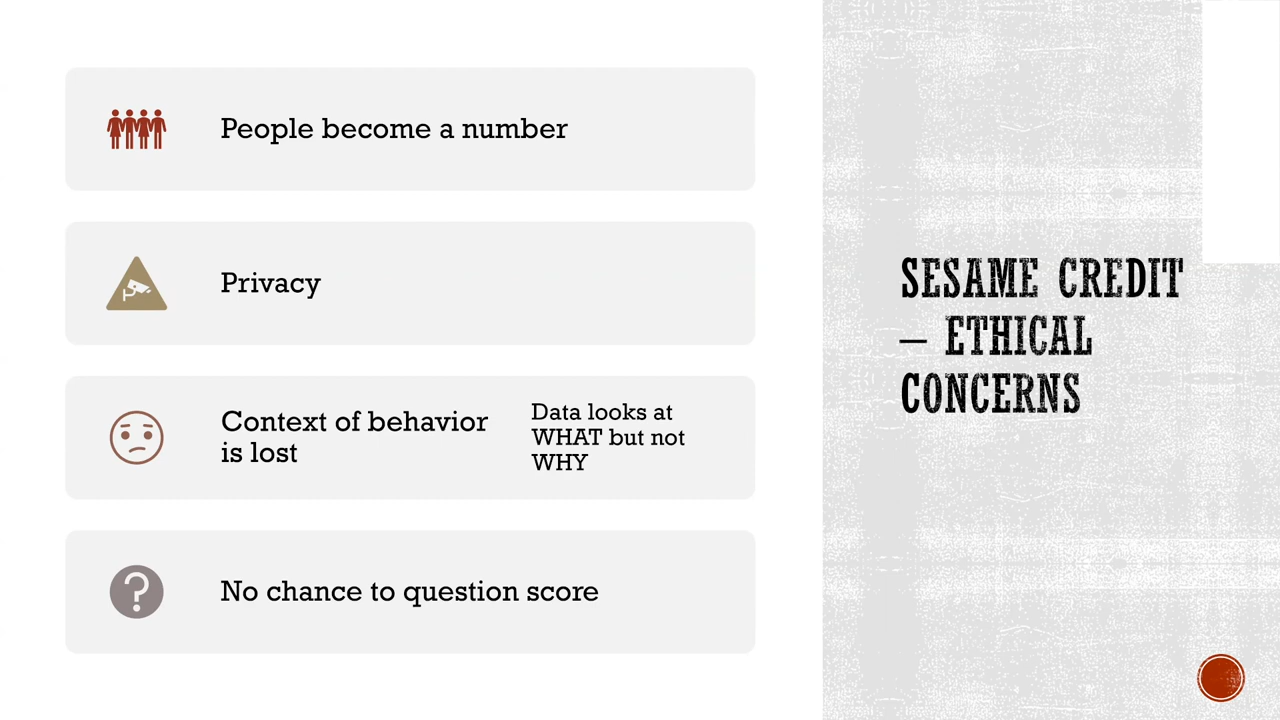 People become a number
Privacy
Context of behavior
is lost
Data looks at
WHAT but not
WHY
No chance to question score
SESAME CREDIT
– ETHICAL
CONCERNS